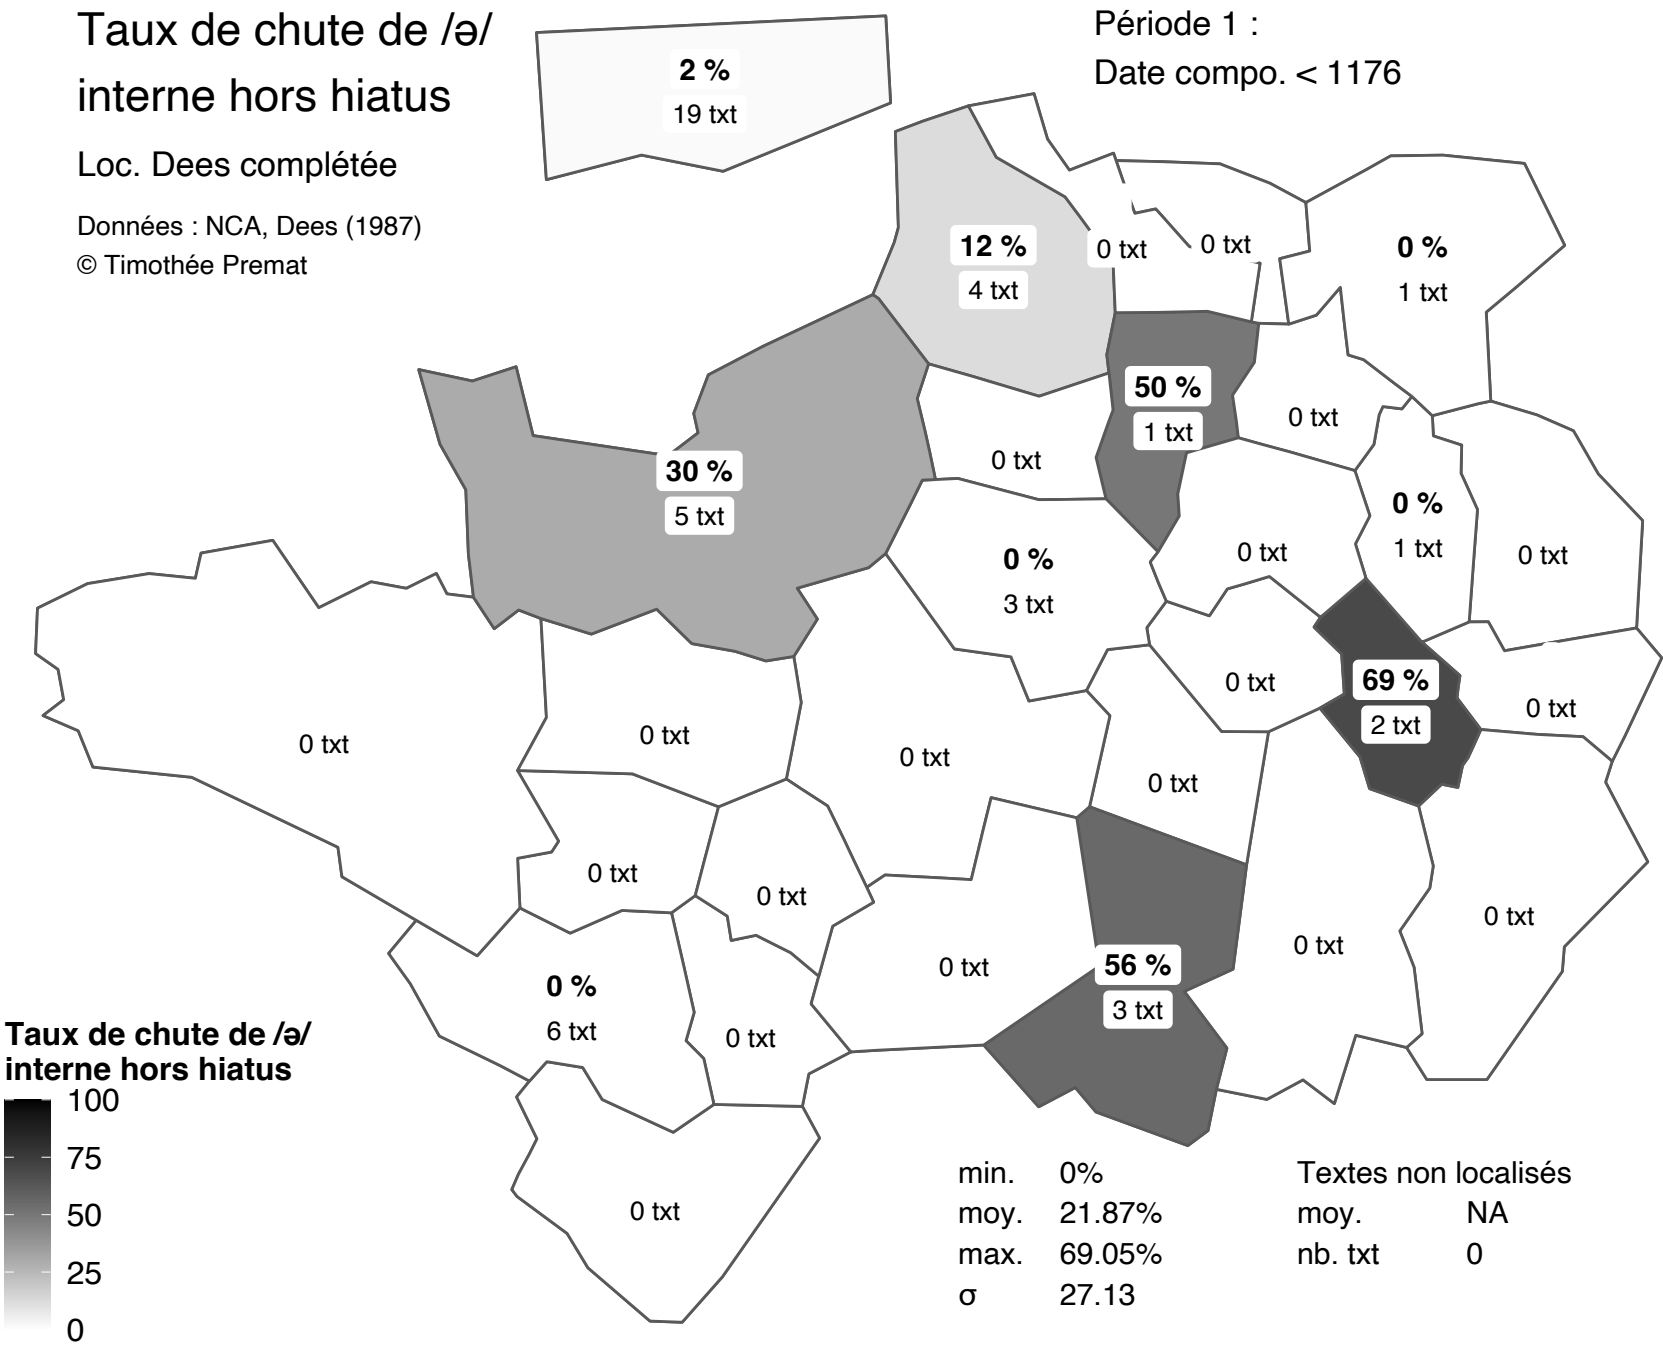 Taux de chute de /ə/
interne hors hiatus
Loc. Dees complétée
Données : NCA, Dees (1987)
© Timothée Premat
Période 1 :
Date compo. < 1176
2 %
19 txt
12 %
4 txt
0 txt
0 txt
0 %
1 txt
50 %
1 txt
0 txt
30 %
5 txt
0 txt
0 %
1 txt
0 txt
0 txt
0 %
3 txt
0 txt
69 %
2 txt
0 txt
0 txt
0 txt
0 txt
0 txt
0 txt
0 txt
0 txt
0 txt
0 txt
56 %
3 txt
0 txt
0 %
6 txt
0 txt
0 txt
Taux de chute de /ə/
interne hors hiatus
100
75
50
25
0
min. 0%
moy. 21.87%
max. 69.05%
σ 27.13
Textes non localisés
moy. NA
nb. txt 0